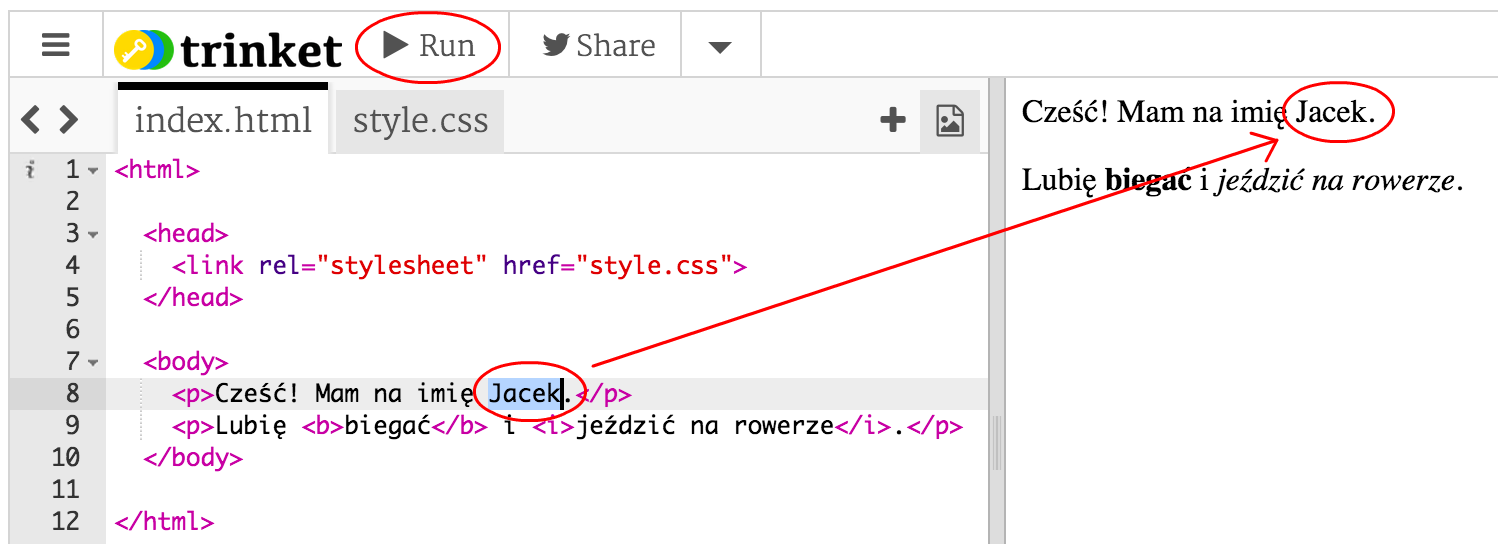 trinket Run Share
index.html style.css
1 <html>
2
3 <head>
4 <link rel="stylesheet" href="style.css">
5 </head>
6
7 <body>
8 <p>Cześć! Mam na imię Jacek.</p>
9 <p>Lubię <b>biegać</b> i <i>jeździć na rowerze</i>.</p>
10 </body>
11
12 </html>
Cześć! Mam na imię Jacek.
Lubię biegać i jeździć na rowerze.